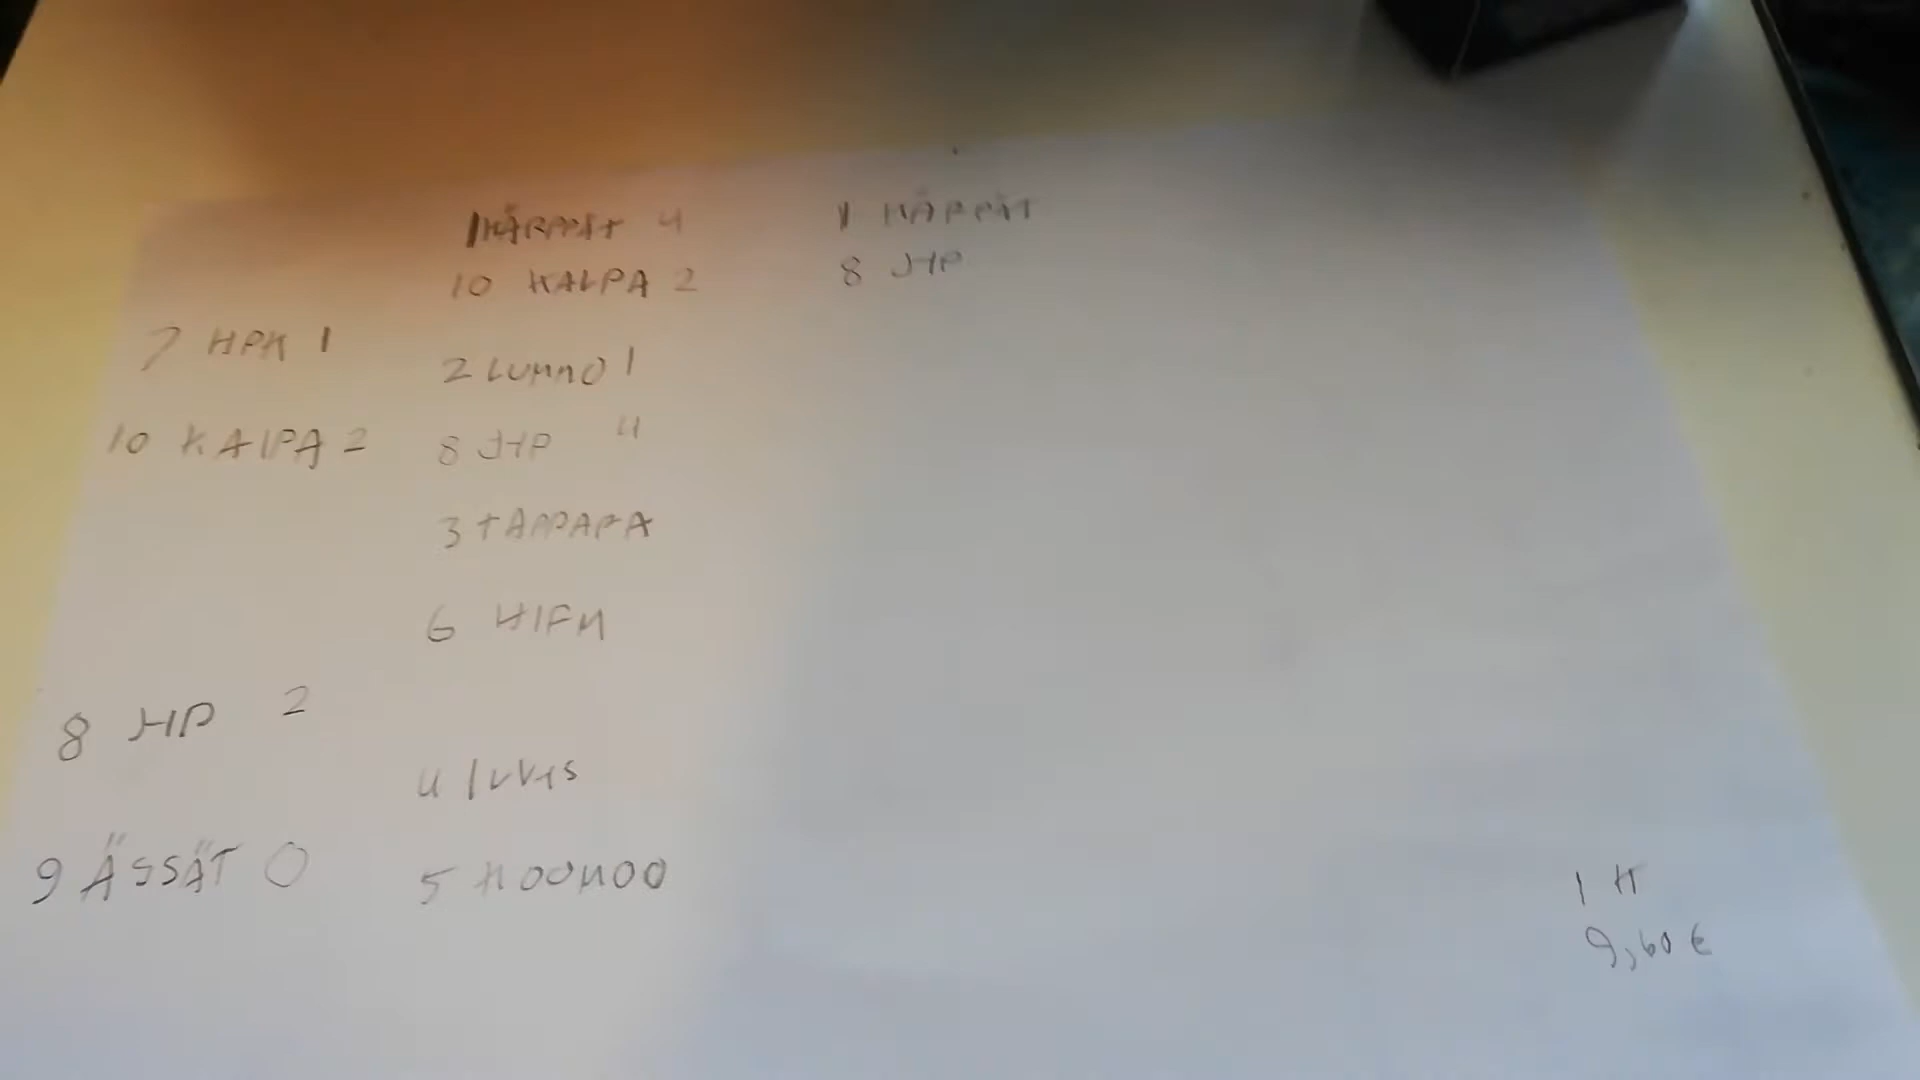 7 HPK 1
10 KALPA 2
8 JYP 2
9 ÄSSÄT 0
1 KÄRPÄT 4
10 KALPA 2
2 LUKKO 1
8 JYP 4
3 TAPPARA
6 HIFK
4 ILVES
5 KOOKOO
1 KÄRPÄT
8 JYP
1 K
9,60 €